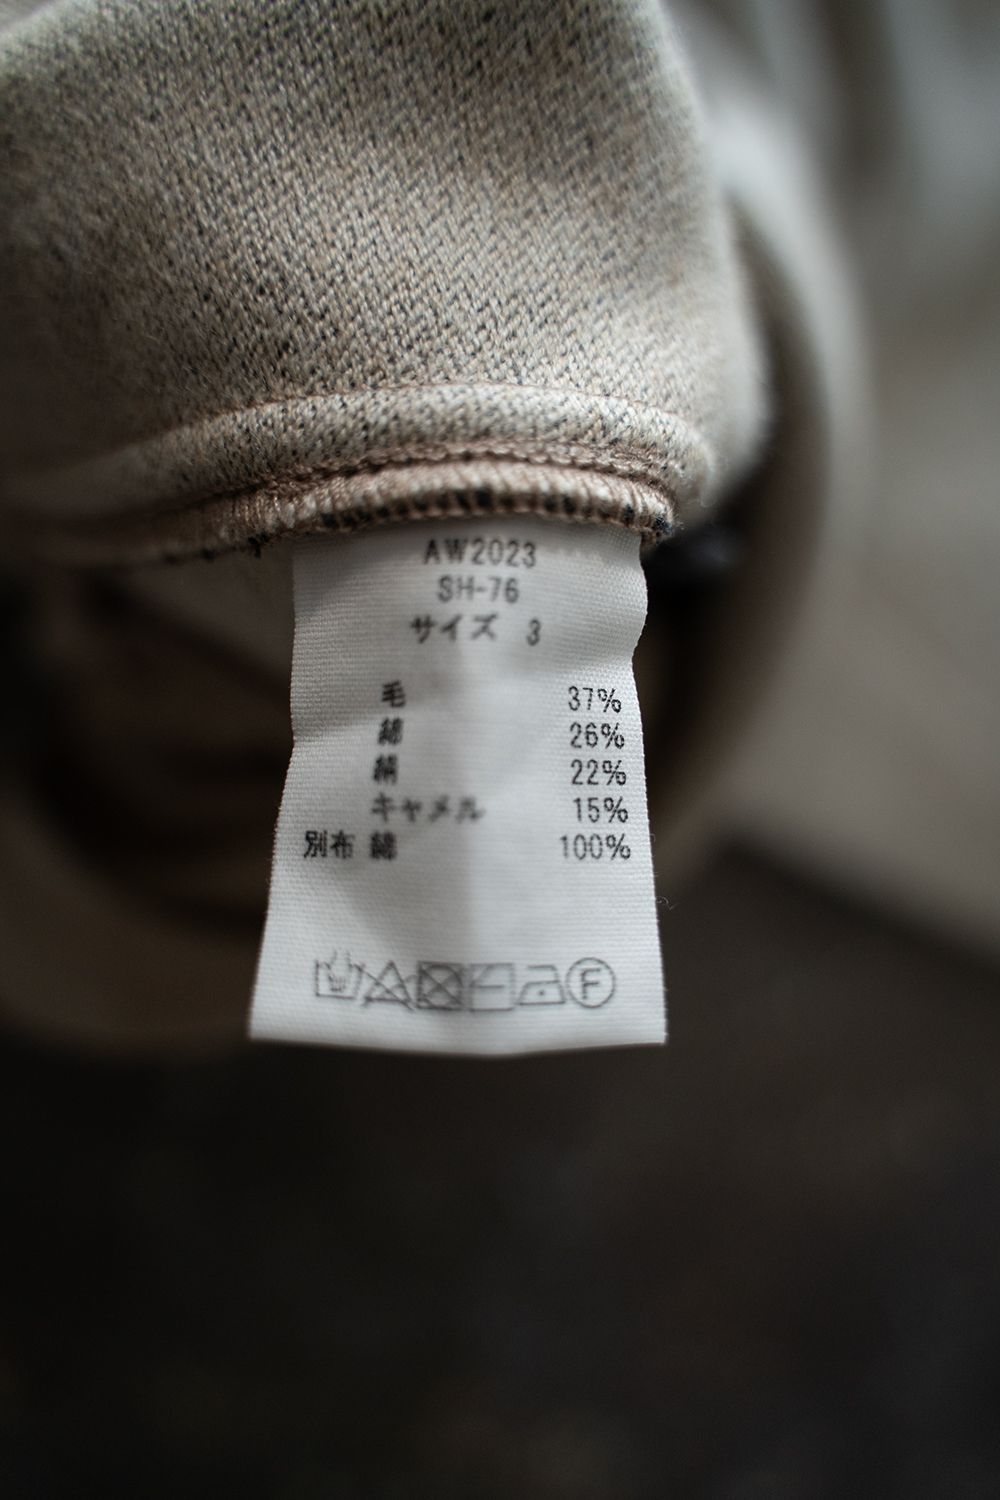 AW2023
SH-76
サイズ 3
毛 37%
綿 26%
絹 22%
キャメル 15%
別布 綿 100%
F